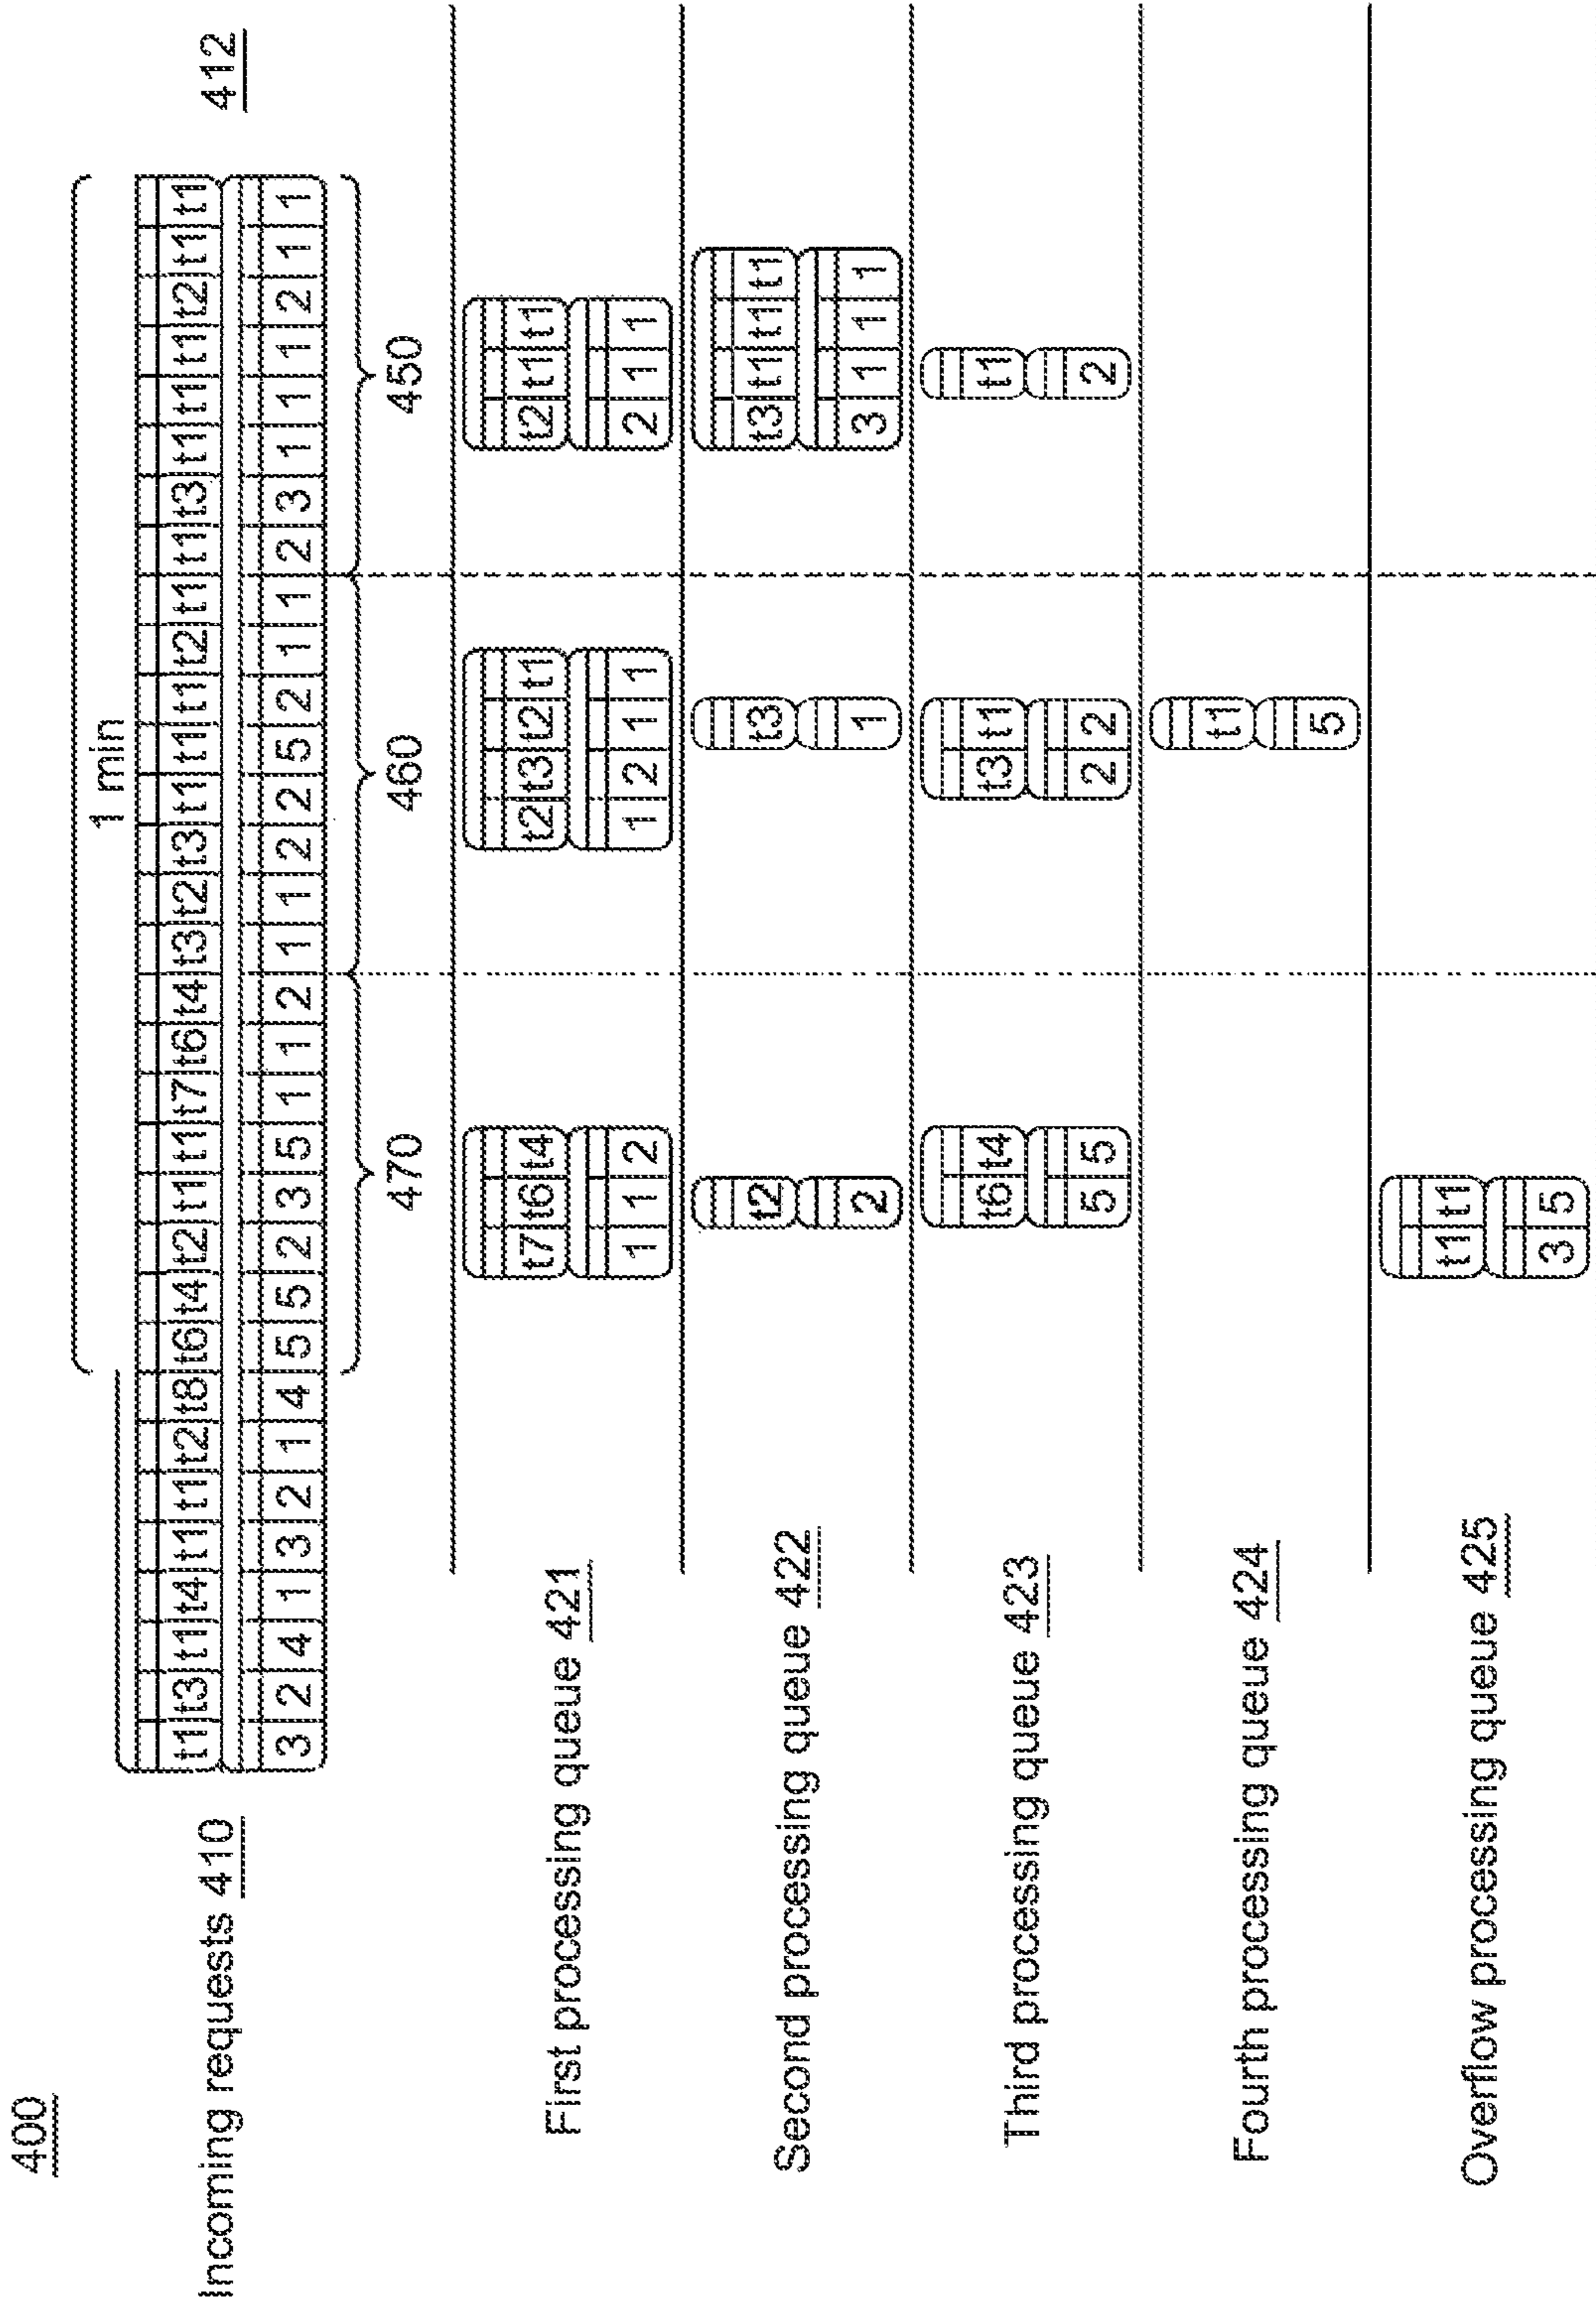 400
1 min
Incoming requests 410
t1 t3 t1 t4 t1 t1 t2 t8 t6 t4 t2 t1 t1 t7 t6 t4 t3 t2 t3 t1 t1 t1 t2 t1 t1 t3 t1 t1 t1 t2 t1 t1
412
3 2 4 1 3 2 1 4 5 5 2 3 5 1 1 2 1 1 2 2 5 2 1 1 2 3 1 1 1 2 1 1
470 460 450
First processing queue 421
t7 t6 t4 t2 t3 t2 t1 t2 t1 t1
1 1 2 1 2 1 1 2 1 1
Second processing queue 422
t2 t3 t3 t1 t1 t1
2 1 3 1 1 1
Third processing queue 423
t6 t4 t3 t1 t1
5 5 2 2 2
Fourth processing queue 424
t1
5
Overflow processing queue 425
t1 t1
3 5